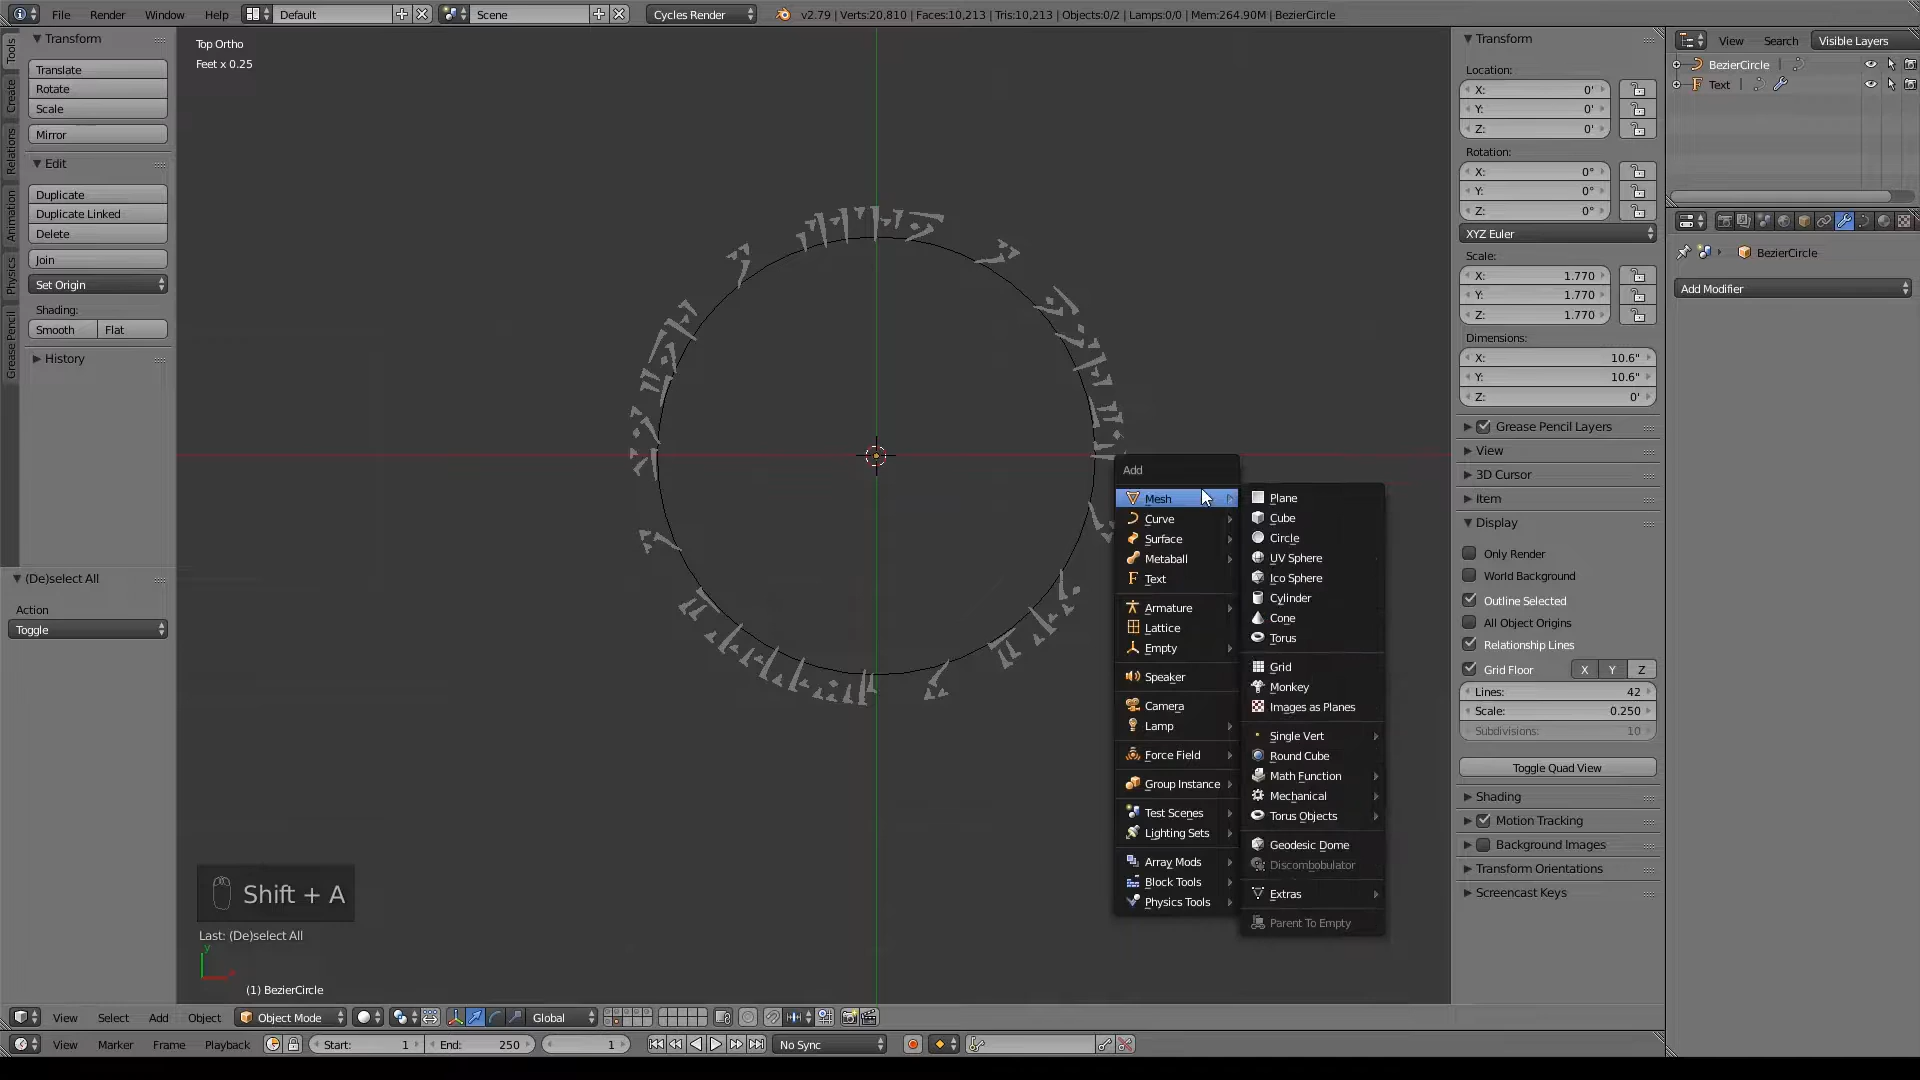 File Render Window Help Default Scene Cycles Render v2.79 | Verts:20,810 | Faces:10,213 | Tris:10,213 | Objects:0/2 | Lamps:0/0 | Mem:264.90M | BezierCircle
Tools
Create
Relations
Animation
Physics
Grease Pencil
Transform
Translate
Rotate
Scale
Mirror
Edit
Duplicate
Duplicate Linked
Delete
Join
Set Origin
Shading:
Smooth Flat
History
(De)select All
Action
Toggle
Top Ortho
Feet x 0.25
Add
Mesh
Curve
Surface
Metaball
Text
Armature
Lattice
Empty
Speaker
Camera
Lamp
Force Field
Group Instance
Test Scenes
Lighting Sets
Array Mods
Block Tools
Physics Tools
Plane
Cube
Circle
UV Sphere
Ico Sphere
Cylinder
Cone
Torus
Grid
Monkey
Images as Planes
Single Vert
Round Cube
Math Function
Mechanical
Torus Objects
Geodesic Dome
Discombobulator
Extras
Parent To Empty
Shift + A
Last: (De)select All
y
(1) BezierCircle
Transform
Location:
X: 0'
Y: 0'
Z: 0'
Rotation:
X: 0°
Y: 0°
Z: 0°
XYZ Euler
Scale:
X: 1.770
Y: 1.770
Z: 1.770
Dimensions:
X: 10.6"
Y: 10.6"
Z: 0'
Grease Pencil Layers
View
3D Cursor
Item
Display
Only Render
World Background
Outline Selected
All Object Origins
Relationship Lines
Grid Floor X Y Z
Lines: 42
Scale: 0.250
Subdivisions: 10
Toggle Quad View
Shading
Motion Tracking
Background Images
Transform Orientations
Screencast Keys
View Search Visible Layers
BezierCircle
Text
BezierCircle
Add Modifier
View Select Add Object Object Mode Global
View Marker Frame Playback Start: 1 End: 250 1 No Sync